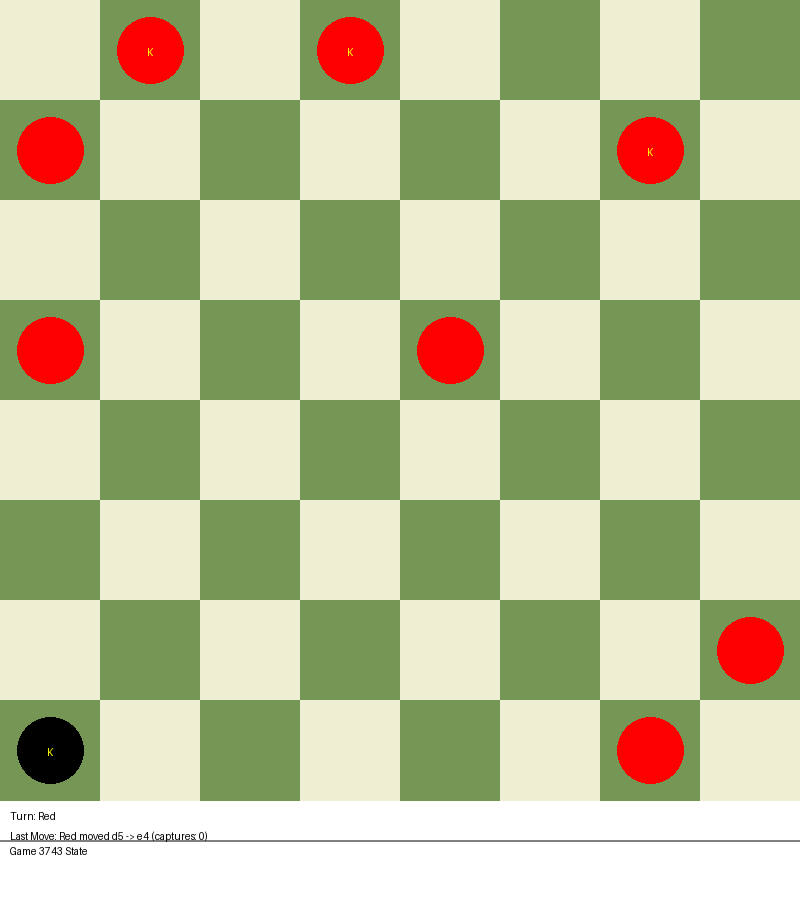 K K
K
K
Turn: Red
Last Move: Red moved d5 -> e4 (captures: 0)
Game 3743 State